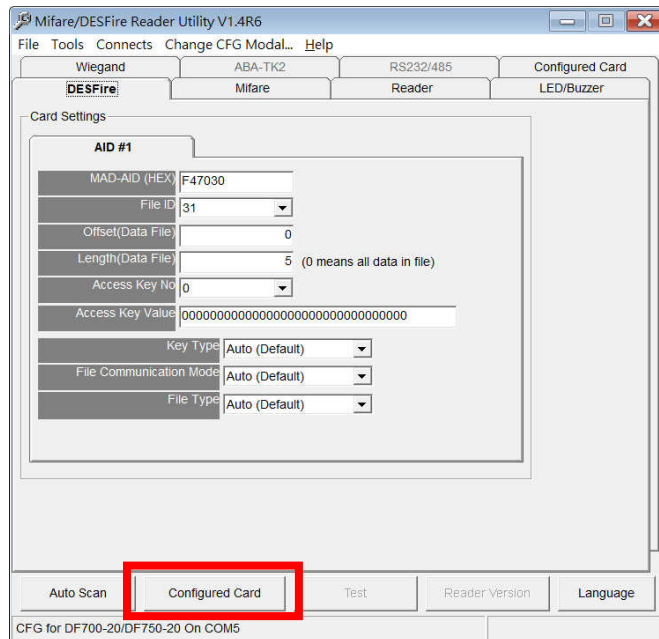 Mifare/DESFire Reader Utility V1.4R6
File Tools Connects Change CFG Modal... Help
Wiegand ABA-TK2 RS232/485 Configured Card
DESFire Mifare Reader LED/Buzzer
Card Settings
AID #1
MAD-AID (HEX) F47030
File ID 31
Offset(Data File) 0
Length(Data File) 5 (0 means all data in file)
Access Key No 0
Access Key Value 00000000000000000000000000000000
Key Type Auto (Default)
File Communication Mode Auto (Default)
File Type Auto (Default)
Auto Scan Configured Card Test Reader Version Language
CFG for DF700-20/DF750-20 On COM5